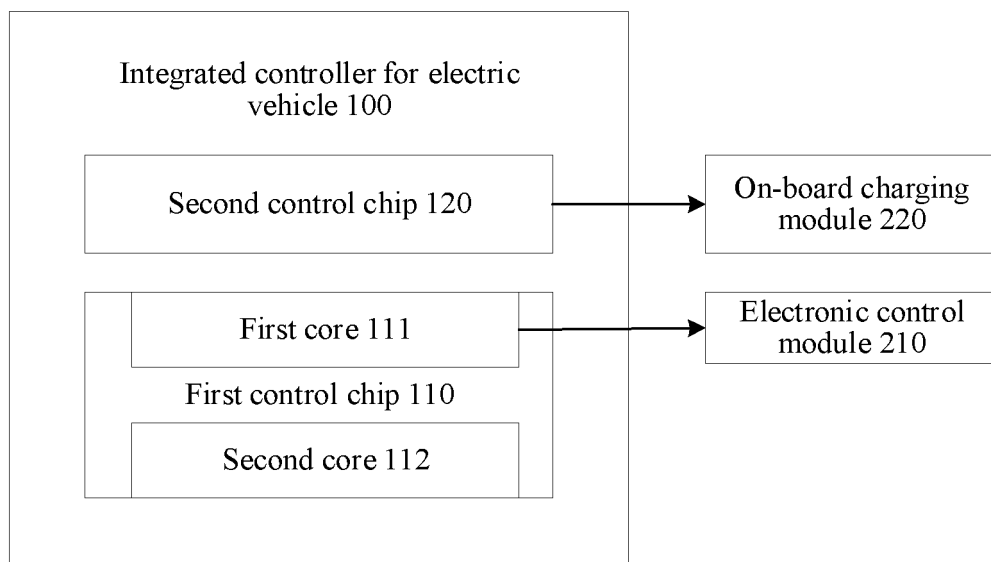 Integrated controller for electric
vehicle 100
Second control chip 120
On-board charging
module 220
First core 111
Electronic control
module 210
First control chip 110
Second core 112